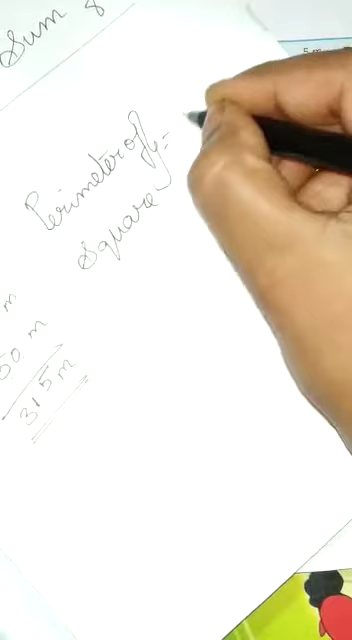 Sum 8
Perimeter of
Square } =
m
50 m
315 m